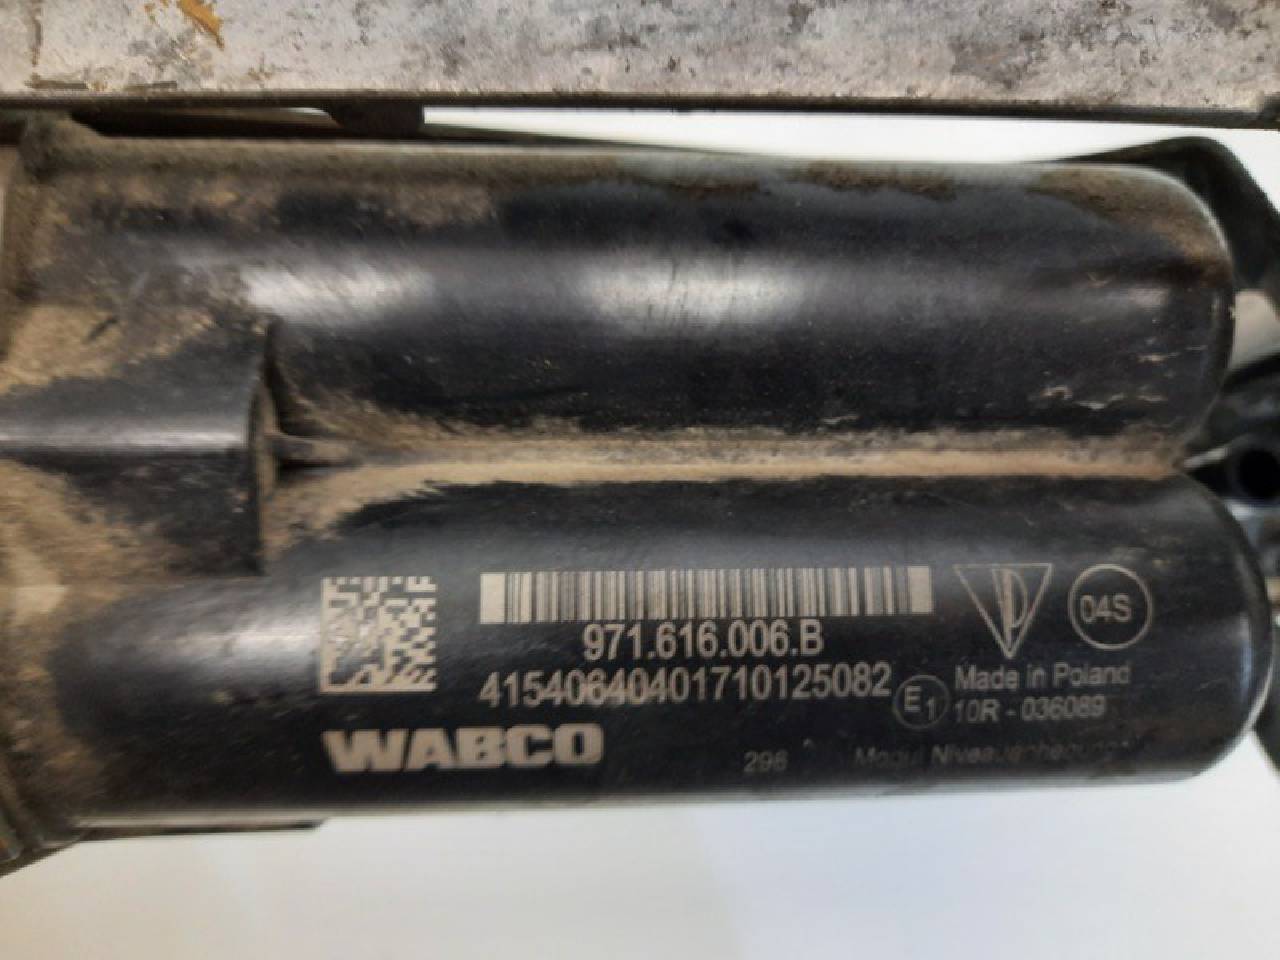 971.616.006.B
41540640401710125082
04S
Made in Poland
E1
10R - 036089
WABCO
296